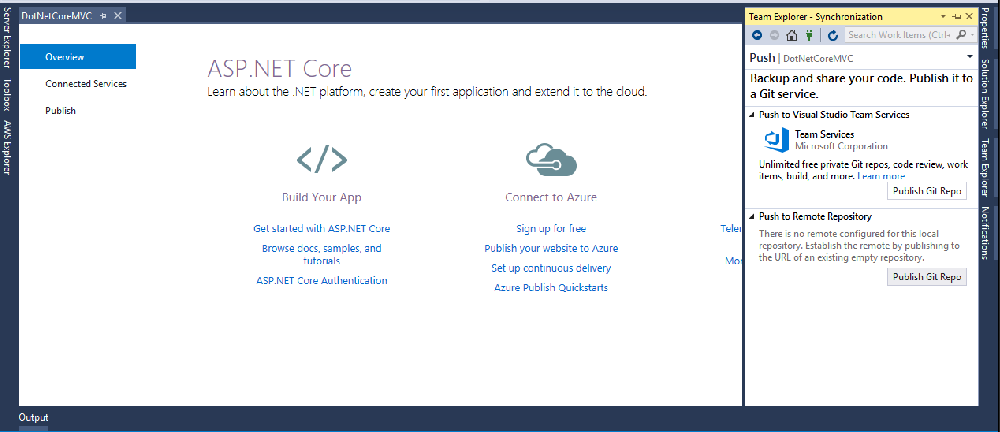 Server Explorer
Toolbox
AWS Explorer
DotNetCoreMVC
Overview
Connected Services
Publish
ASP.NET Core
Learn about the .NET platform, create your first application and extend it to the cloud.
Build Your App
Get started with ASP.NET Core
Browse docs, samples, and
tutorials
ASP.NET Core Authentication
Connect to Azure
Sign up for free
Publish your website to Azure
Set up continuous delivery
Azure Publish Quickstarts
Team Explorer - Synchronization
Search Work Items (Ctrl+
Push | DotNetCoreMVC
Backup and share your code. Publish it to
a Git service.
Push to Visual Studio Team Services
Team Services
Microsoft Corporation
Unlimited free private Git repos, code review, work
items, build, and more. Learn more
Publish Git Repo
Push to Remote Repository
There is no remote configured for this local
repository. Establish the remote by publishing to
the URL of an existing empty repository.
Publish Git Repo
Properties
Solution Explorer
Team Explorer
Notifications
Output